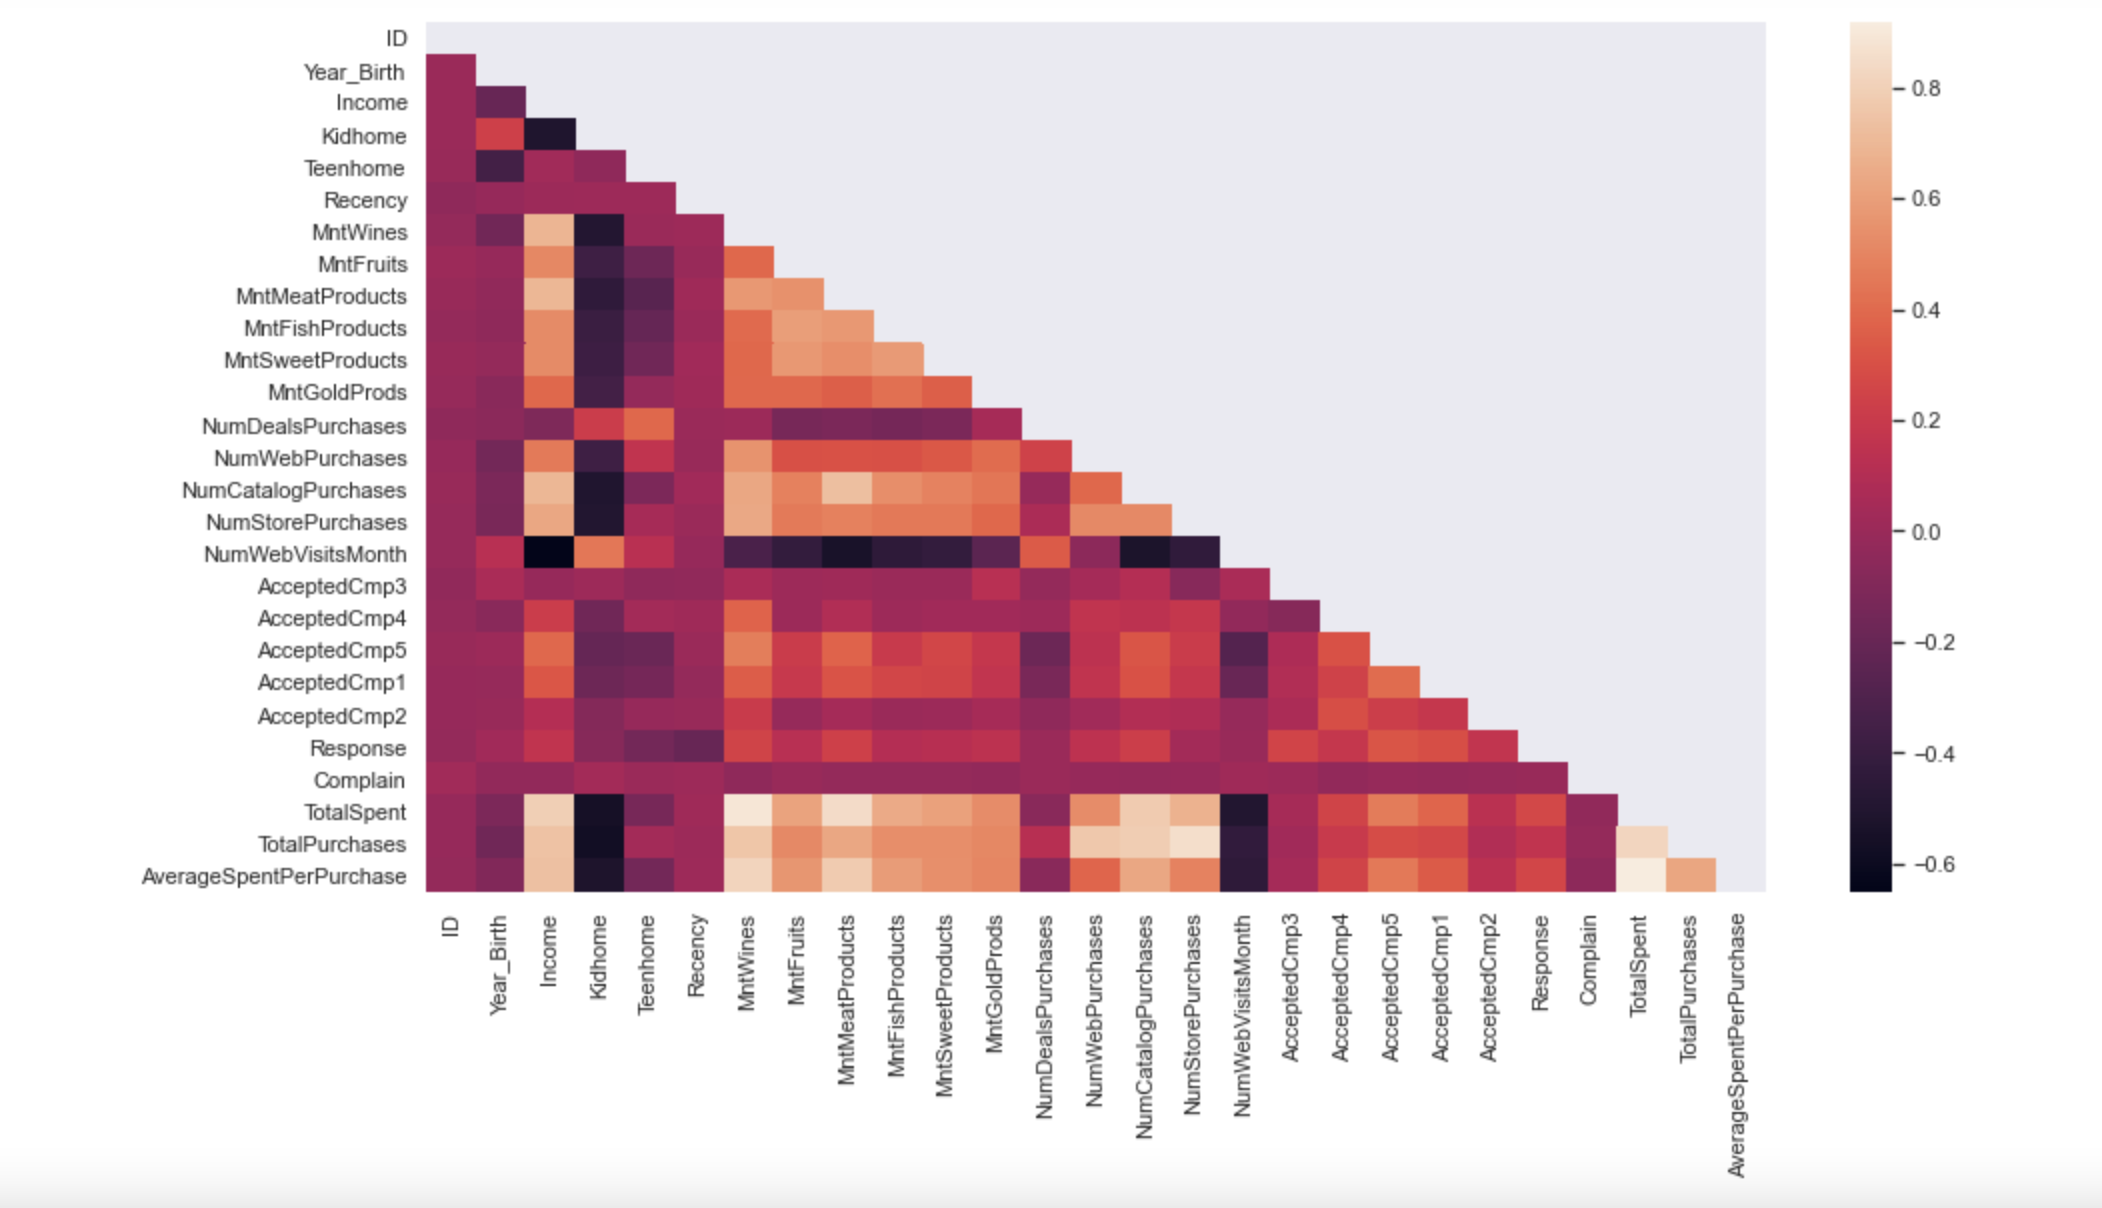 ID
Year_Birth
Income
Kidhome
Teenhome
Recency
MntWines
MntFruits
MntMeatProducts
MntFishProducts
MntSweetProducts
MntGoldProds
NumDealsPurchases
NumWebPurchases
NumCatalogPurchases
NumStorePurchases
NumWebVisitsMonth
AcceptedCmp3
AcceptedCmp4
AcceptedCmp5
AcceptedCmp1
AcceptedCmp2
Response
Complain
TotalSpent
TotalPurchases
AverageSpentPerPurchase
ID
Year_Birth
Income
Kidhome
Teenhome
Recency
MntWines
MntFruits
MntMeatProducts
MntFishProducts
MntSweetProducts
MntGoldProds
NumDealsPurchases
NumWebPurchases
NumCatalogPurchases
NumStorePurchases
NumWebVisitsMonth
AcceptedCmp3
AcceptedCmp4
AcceptedCmp5
AcceptedCmp1
AcceptedCmp2
Response
Complain
TotalSpent
TotalPurchases
AverageSpentPerPurchase
0.8
0.6
0.4
0.2
0.0
−0.2
−0.4
−0.6